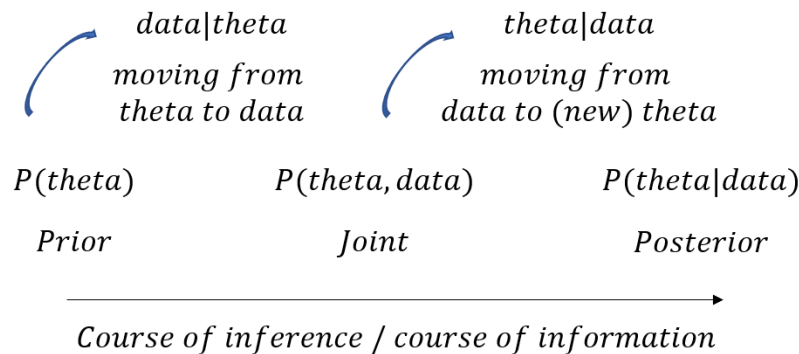 data|theta
moving from
theta to data
theta|data
moving from
data to (new) theta
P(theta)
P(theta, data)
P(theta|data)
Prior
Joint
Posterior
Course of inference / course of information